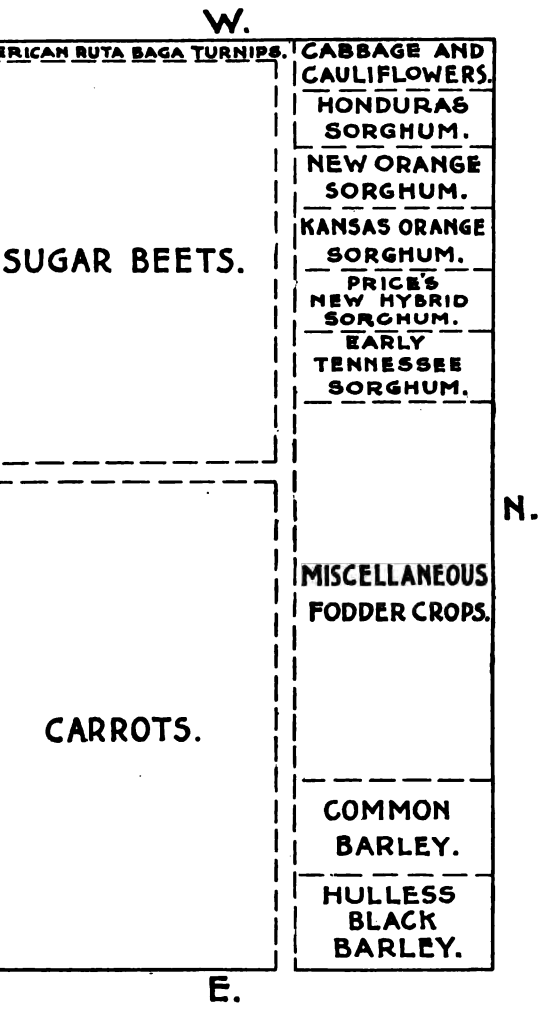 W.
ERICAN RUTA BAGA TURNIPS.
CABBAGE AND
CAULIFLOWERS.
HONDURAS
SORGHUM.
NEW ORANGE
SORGHUM.
KANSAS ORANGE
SORGHUM.
PRICE'S
NEW HYBRID
SORGHUM.
EARLY
TENNESSEE
SORGHUM.
SUGAR BEETS.
N.
MISCELLANEOUS
FODDER CROPS.
CARROTS.
COMMON
BARLEY.
HULLESS
BLACK
BARLEY.
E.